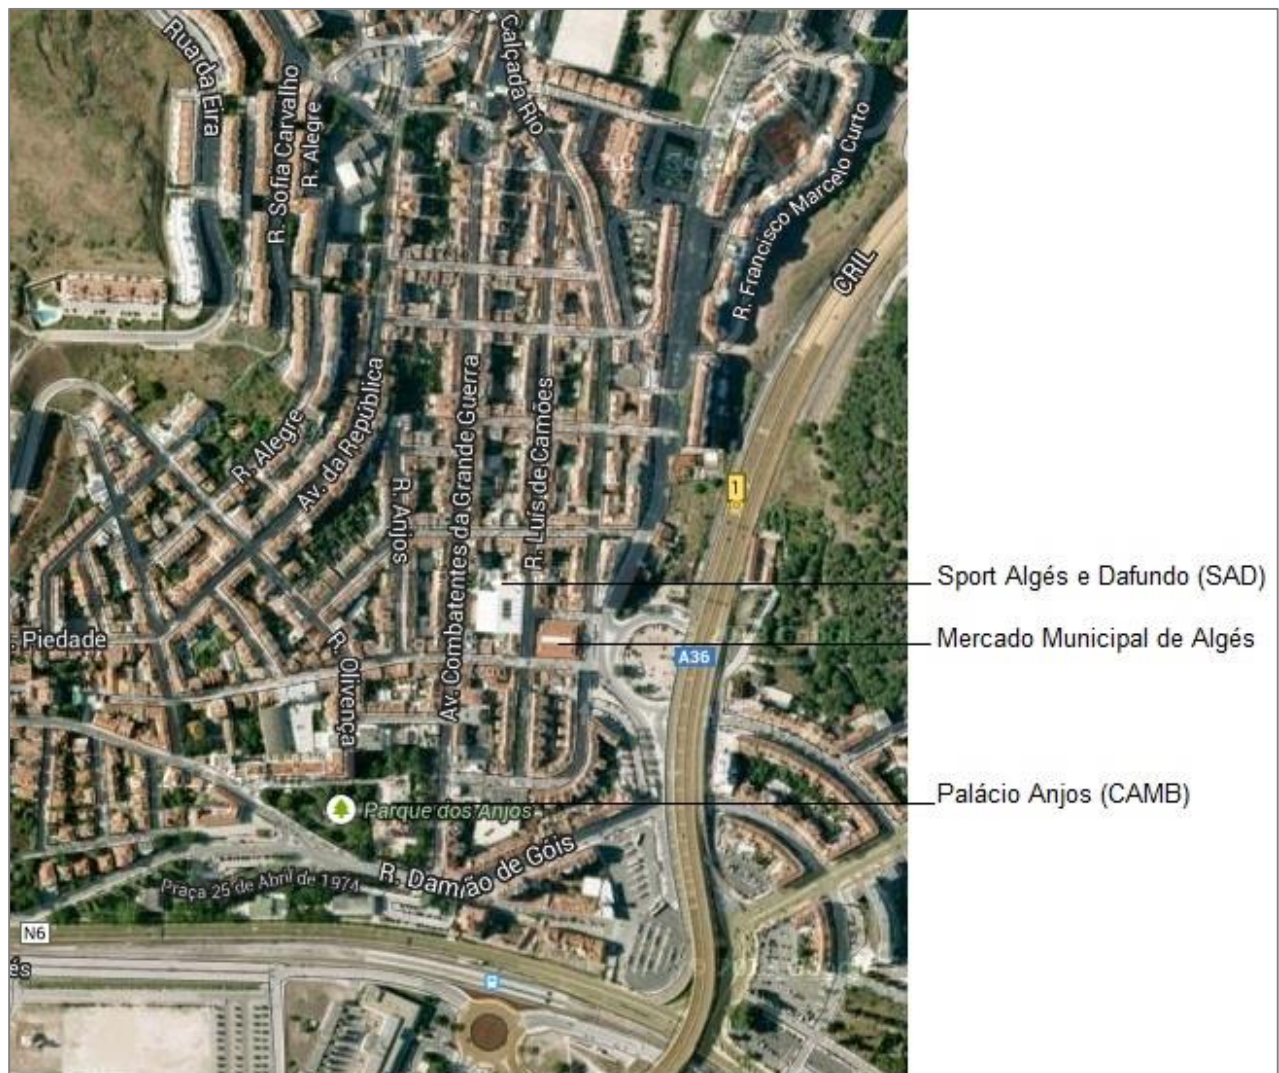 Rua da Eira
R. Sofia Carvalho
R. Alegre
Calçada Rio
R. Francisco Marcelo Curto
CRIL
R. Alegre
Av. da República
R. Anjos
Av. Combatentes da Grande Guerra
R. Luís de Camões
1
Sport Algés e Dafundo (SAD)
. Piedade
R. Olivença
A36
Mercado Municipal de Algés
Palácio Anjos (CAMB)
Parque dos Anjos
R. Damião de Góis
Praça 25 de Abril de 1974
N6
és